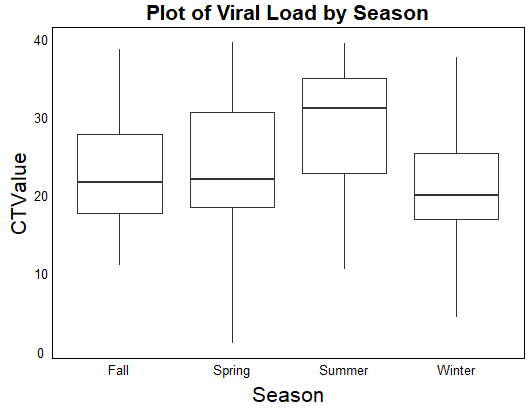 Plot of Viral Load by Season
CTValue
40
30
20
10
0
Fall Spring Summer Winter
Season